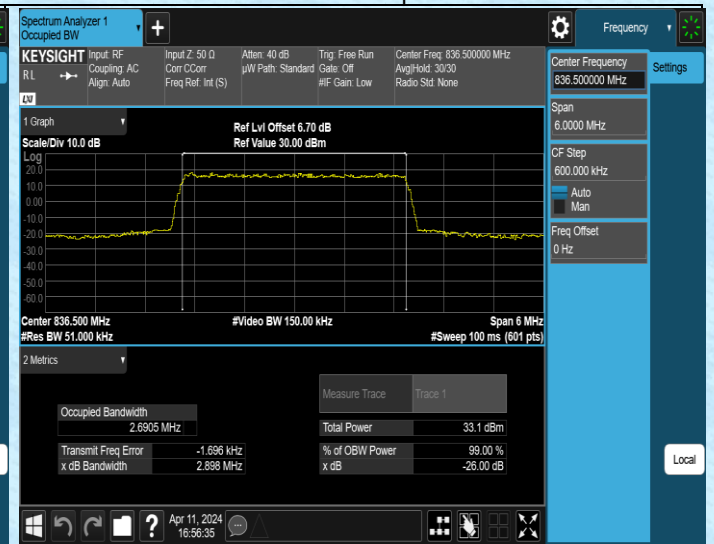 Spectrum Analyzer 1
Occupied BW
+
Frequency
KEYSIGHT
RL
LXI
Input: RF
Coupling: AC
Align: Auto
Input Z: 50 Ω
Corr CCorr
Freq Ref: Int (S)
Atten: 40 dB
µW Path: Standard
Trig: Free Run
Gate: Off
#IF Gain: Low
Center Freq: 836.500000 MHz
Avg|Hold: 30/30
Radio Std: None
Center Frequency
836.500000 MHz
Settings
Span
6.0000 MHz
CF Step
600.000 kHz
Auto
Man
Freq Offset
0 Hz
1 Graph
Scale/Div 10.0 dB
Ref Lvl Offset 6.70 dB
Ref Value 30.00 dBm
Log
20.0
10.0
0.00
-10.0
-20.0
-30.0
-40.0
-50.0
-60.0
Center 836.500 MHz
#Video BW 150.00 kHz
Span 6 MHz
#Res BW 51.000 kHz
#Sweep 100 ms (601 pts)
2 Metrics
Measure Trace
Trace 1
Occupied Bandwidth
2.6905 MHz
Total Power
33.1 dBm
Transmit Freq Error
-1.696 kHz
% of OBW Power
99.00 %
x dB Bandwidth
2.898 MHz
x dB
-26.00 dB
Local
?
Apr 11, 2024
16:56:35